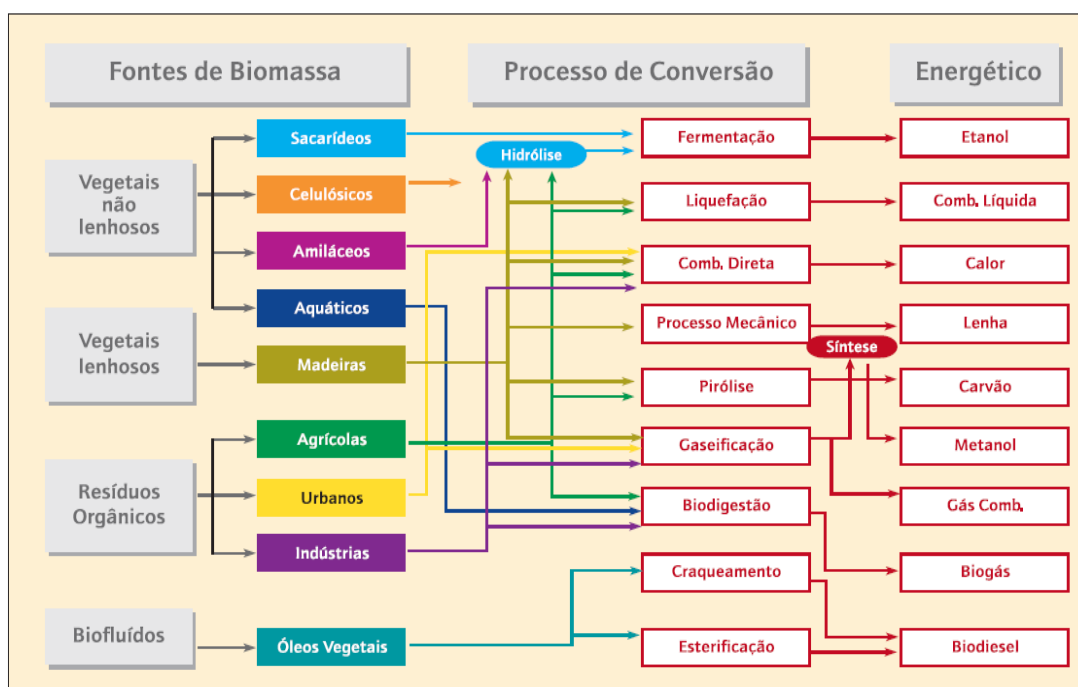 Fontes de Biomassa
Processo de Conversão
Energético
Vegetais
não
lenhosos
Vegetais
lenhosos
Resíduos
Orgânicos
Biofluídos
Sacarídeos
Celulósicos
Amiláceos
Aquáticos
Madeiras
Agrícolas
Urbanos
Indústrias
Óleos Vegetais
Hidrólise
Fermentação
Liquefação
Comb. Direta
Processo Mecânico
Pirólise
Gaseificação
Biodigestão
Craqueamento
Esterificação
Síntese
Etanol
Comb. Líquida
Calor
Lenha
Carvão
Metanol
Gás Comb.
Biogás
Biodiesel